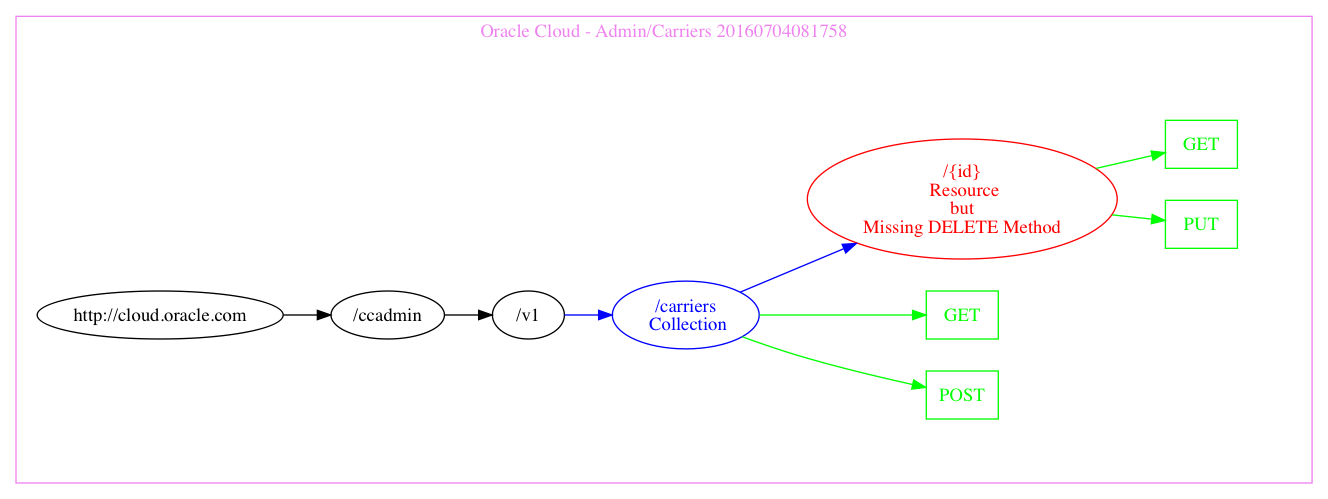 Oracle Cloud - Admin/Carriers 20160704081758
http://cloud.oracle.com
/ccadmin
/v1
/carriers
Collection
/{id}
Resource
but
Missing DELETE Method
GET
PUT
GET
POST